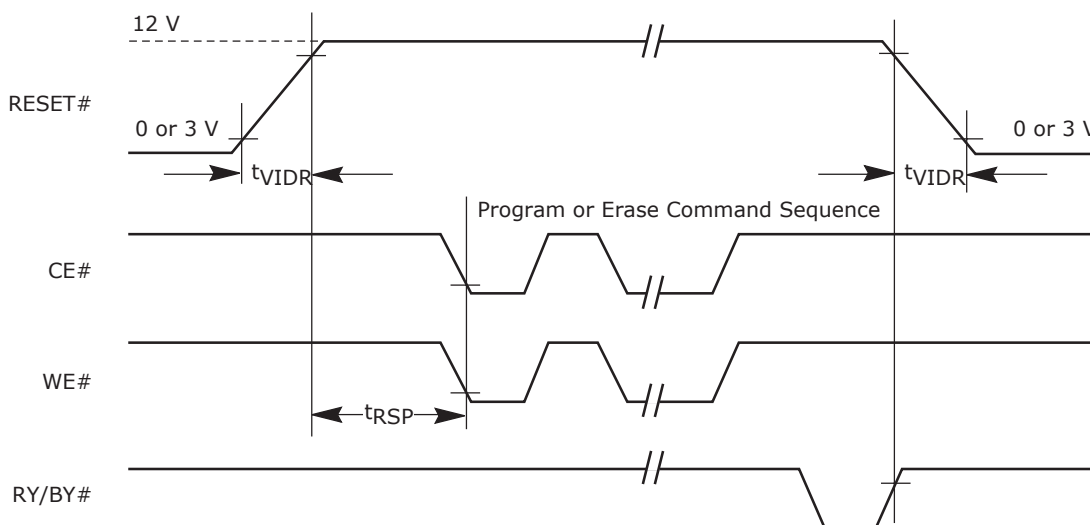 12 V
RESET#
0 or 3 V
0 or 3 V
tVIDR
tVIDR
Program or Erase Command Sequence
CE#
WE#
tRSP
RY/BY#